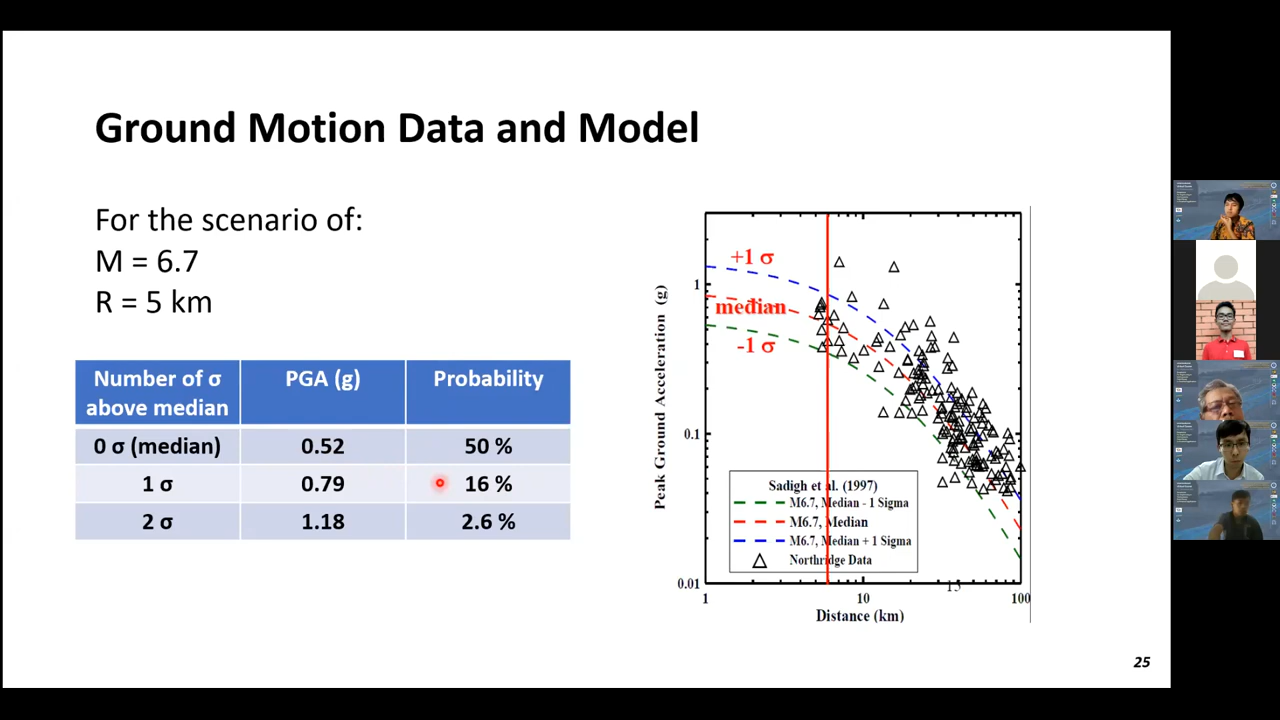 Ground Motion Data and Model
For the scenario of:
M = 6.7
R = 5 km
Number of σ above median PGA (g) Probability
0 σ (median) 0.52 50 %
1 σ 0.79 16 %
2 σ 1.18 2.6 %
+1 σ
median
-1 σ
Peak Ground Acceleration (g)
1
0.1
0.01
Sadigh et al. (1997)
M6.7, Median - 1 Sigma
M6.7, Median
M6.7, Median + 1 Sigma
Northridge Data
15
1 10 100
Distance (km)
25